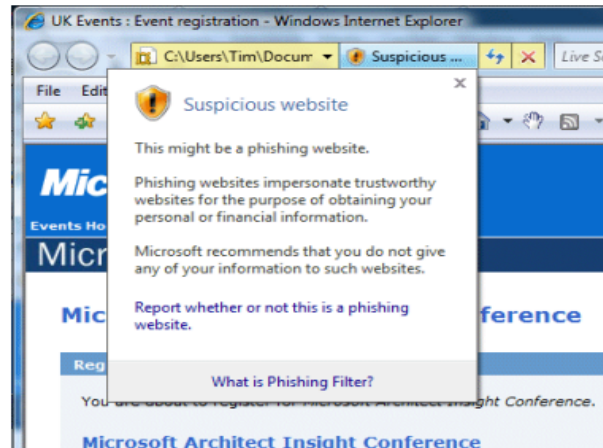 UK Events : Event registration - Windows Internet Explorer
C:\Users\Tim\Docum Suspicious ... Live Se
File Edit
Suspicious website
This might be a phishing website.
Mic
Phishing websites impersonate trustworthy
websites for the purpose of obtaining your
personal or financial information.
Events Ho
Micr
Microsoft recommends that you do not give
any of your information to such websites.
Mic ference
Report whether or not this is a phishing
website.
Reg
What is Phishing Filter?
You are about to register for Microsoft Architect Insight Conference.
Microsoft Architect Insight Conference